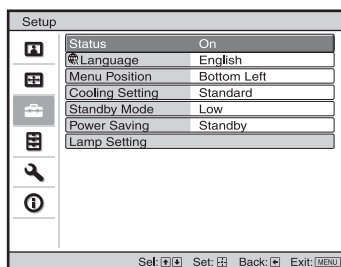 Setup
Status On
Language English
Menu Position Bottom Left
Cooling Setting Standard
Standby Mode Low
Power Saving Standby
Lamp Setting
Sel: Set: Back: Exit: MENU